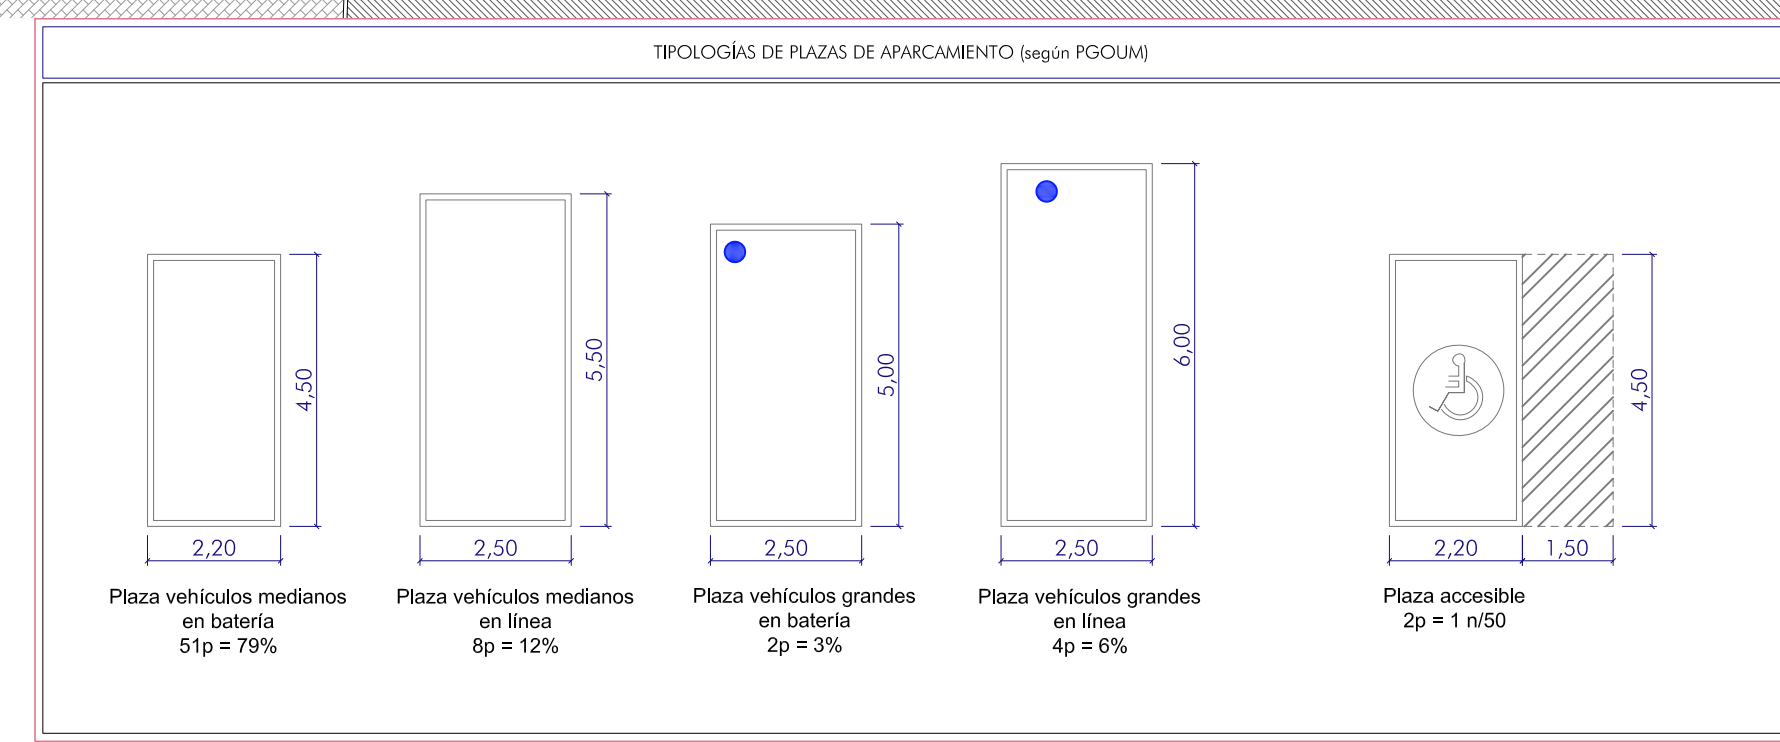 TIPOLOGÍAS DE PLAZAS DE APARCAMIENTO (según PGOUM)
4,50
2,20
Plaza vehículos medianos
en batería
51p = 79%
5,50
2,50
Plaza vehículos medianos
en línea
8p = 12%
5,00
2,50
Plaza vehículos grandes
en batería
2p = 3%
6,00
2,50
Plaza vehículos grandes
en línea
4p = 6%
4,50
2,20
1,50
Plaza accesible
2p = 1 n/50